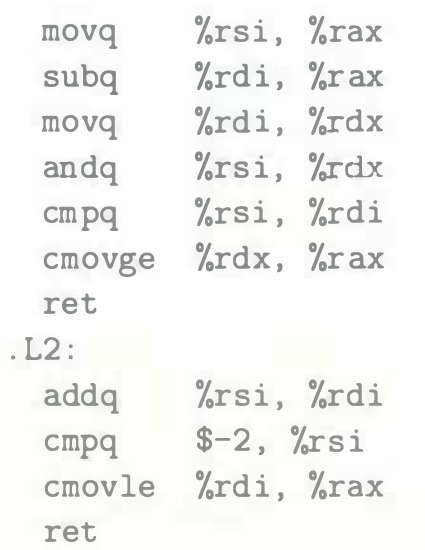 movq %rsi, %rax
subq %rdi, %rax
movq %rdi, %rdx
andq %rsi, %rdx
cmpq %rsi, %rdi
cmovge %rdx, %rax
ret
.L2:
addq %rsi, %rdi
cmpq $-2, %rsi
cmovle %rdi, %rax
ret